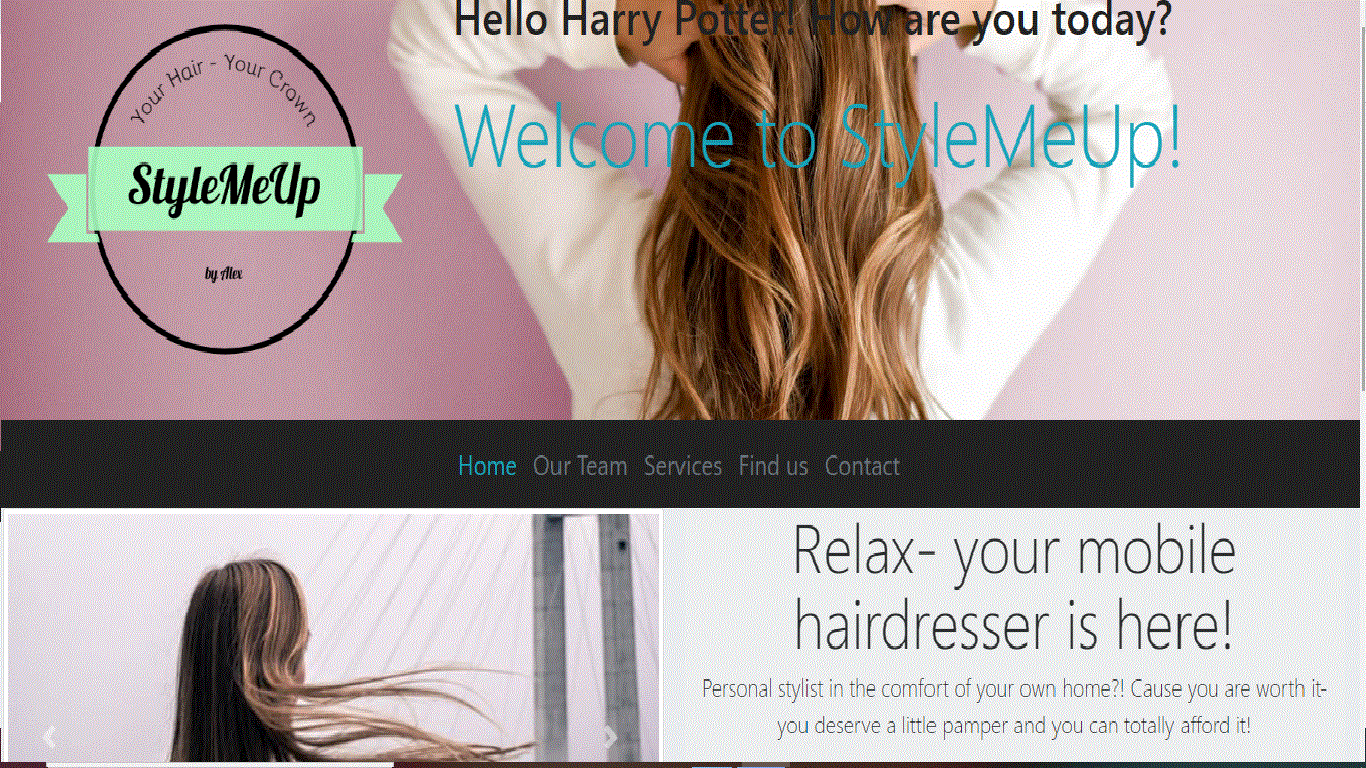 Hello Harry Potter! How are you today?
Your Hair - Your Crown
Welcome to StyleMeUp!
StyleMeUp
by Alex
Home Our Team Services Find us Contact
Relax- your mobile
hairdresser is here!
Personal stylist in the comfort of your own home?! Cause you are worth it-
you deserve a little pamper and you can totally afford it!